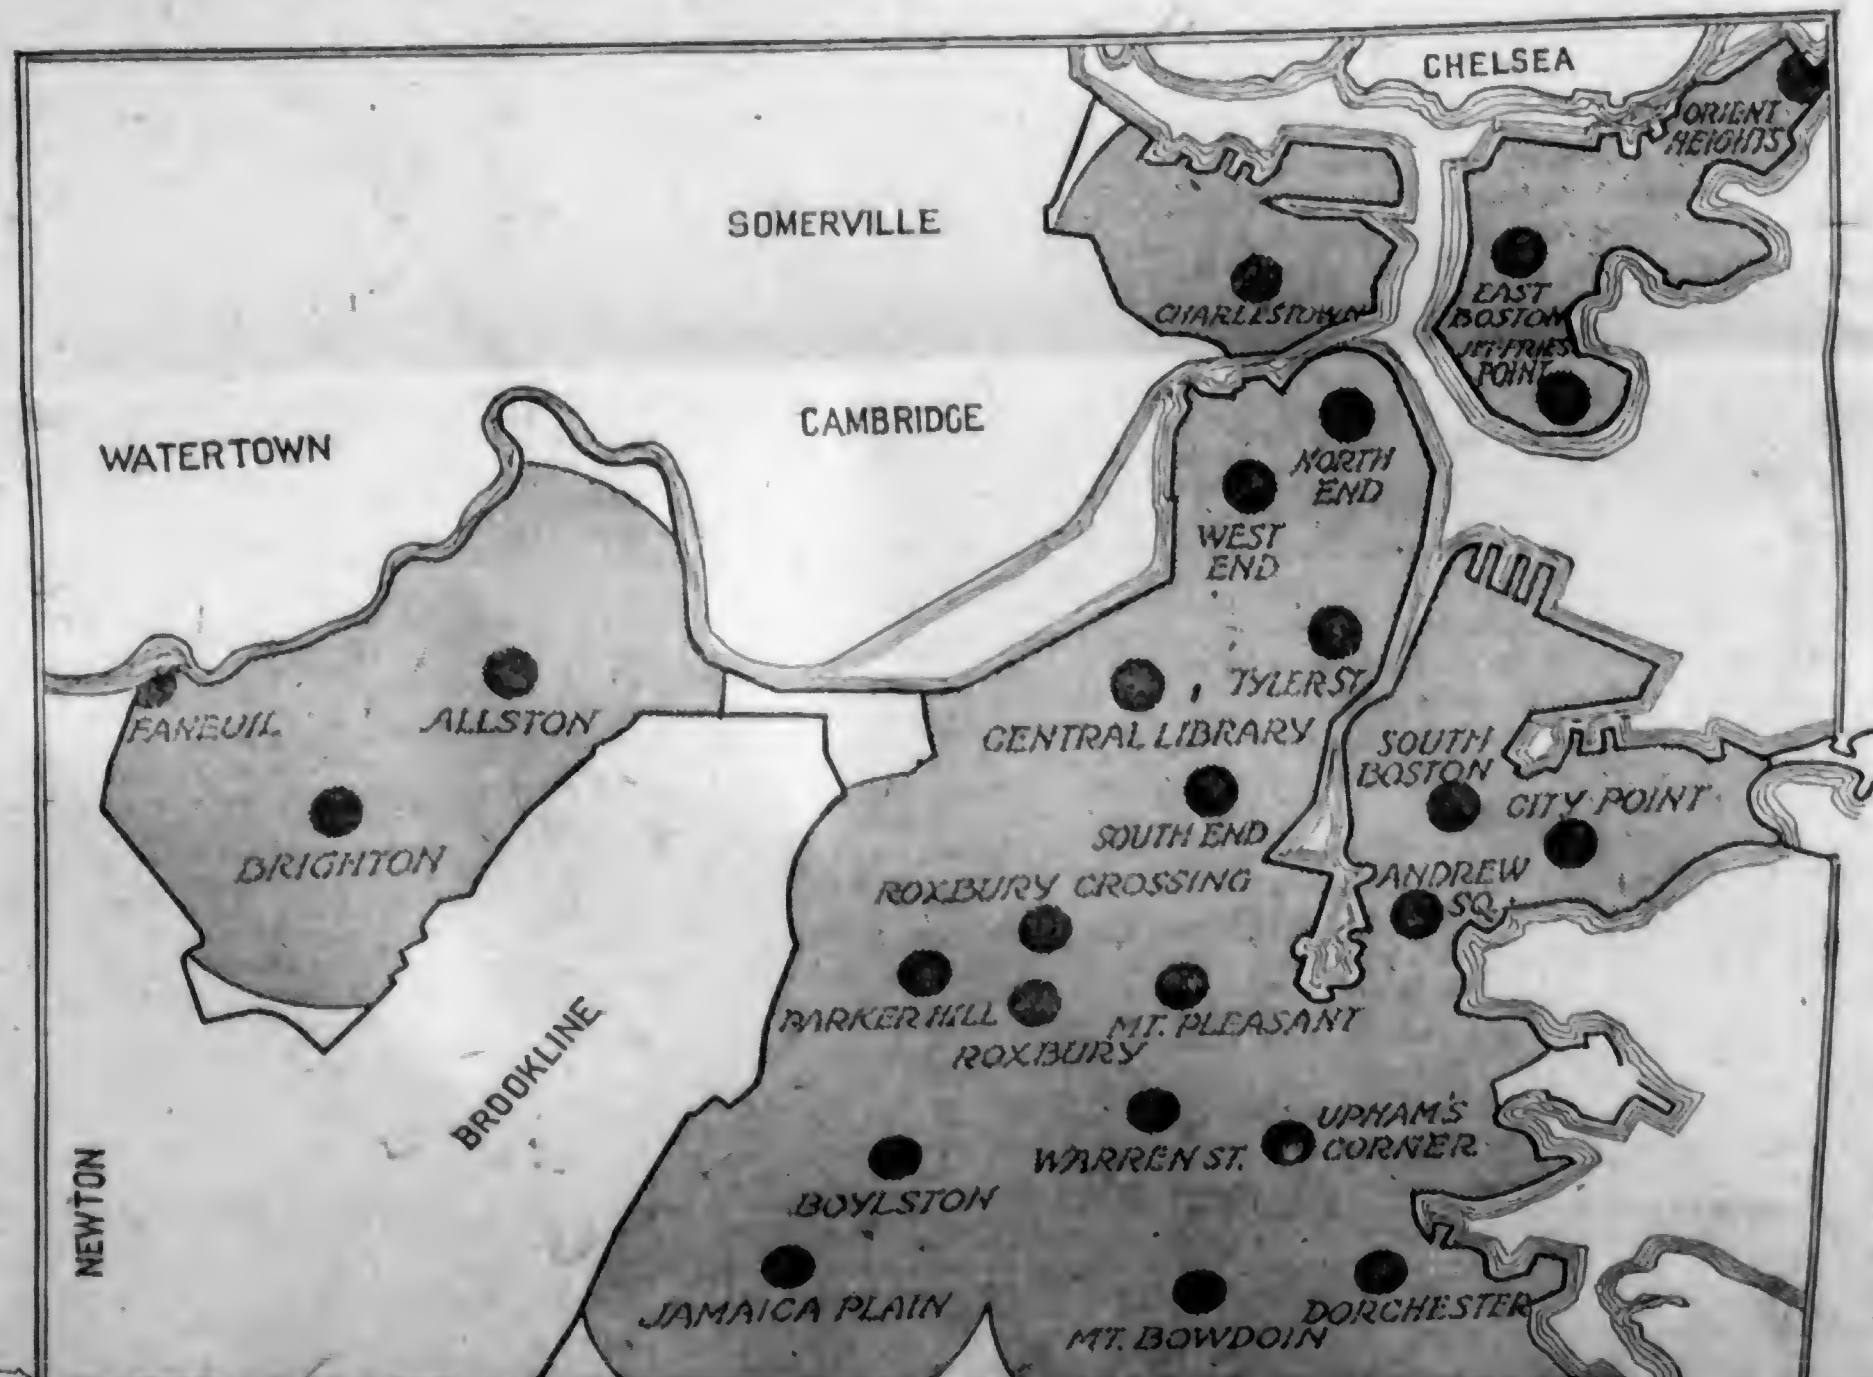 CHELSEA
ORIENT
HEIGHTS
SOMERVILLE
EAST
BOSTON
CHARLESTOWN
JEFFRIES
POINT
CAMBRIDGE
WATERTOWN
NORTH
END
WEST
END
TYLER ST.
FANEUIL
ALLSTON
CENTRAL LIBRARY
SOUTH
BOSTON
CITY POINT
SOUTH END
BRIGHTON
ROXBURY CROSSING
ANDREW
SQ.
PARKER HILL
MT. PLEASANT
ROXBURY
BROOKLINE
UPHAM'S
CORNER
WARREN ST.
BOYLSTON
NEWTON
JAMAICA PLAIN
DORCHESTER
MT. BOWDOIN